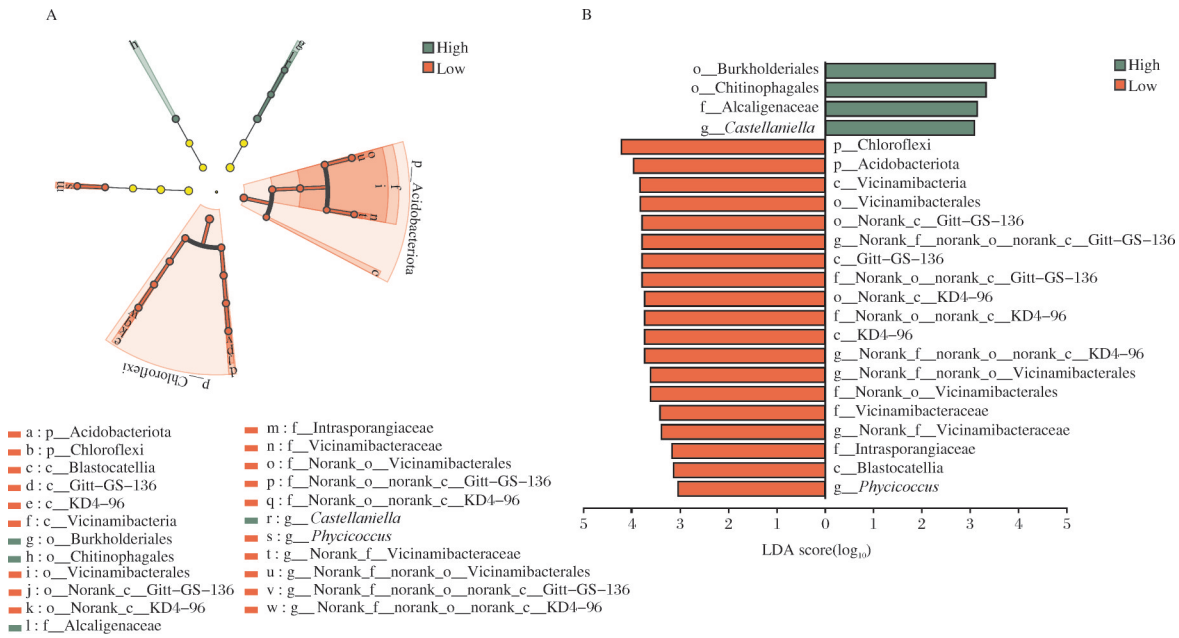 A
High
Low
h
g
l
r
m
s
o
u
i
f
n
t
c
p__Acidobacteriota
p__Chloroflexi
e
d
a : p__Acidobacteriota
b : p__Chloroflexi
c : c__Blastocatellia
d : c__Gitt-GS-136
e : c__KD4-96
f : c__Vicinamibacteria
g : o__Burkholderiales
h : o__Chitinophagales
i : o__Vicinamibacterales
j : o__Norank_c__Gitt-GS-136
k : o__Norank_c__KD4-96
l : f__Alcaligenaceae
m : f__Intrasporangiaceae
n : f__Vicinamibacteraceae
o : f__Norank_o__Vicinamibacterales
p : f__Norank_o__norank_c__Gitt-GS-136
q : f__Norank_o__norank_c__KD4-96
r : g__Castellaniella
s : g__Phycicoccus
t : g__Norank_f__Vicinamibacteraceae
u : g__Norank_f__norank_o__Vicinamibacterales
v : g__Norank_f__norank_o__norank_c__Gitt-GS-136
w : g__Norank_f__norank_o__norank_c__KD4-96
B
High
Low
o__Burkholderiales
o__Chitinophagales
f__Alcaligenaceae
g__Castellaniella
p__Chloroflexi
p__Acidobacteriota
c__Vicinamibacteria
o__Vicinamibacterales
o__Norank_c__Gitt-GS-136
g__Norank_f__norank_o__norank_c__Gitt-GS-136
c__Gitt-GS-136
f__Norank_o__norank_c__Gitt-GS-136
o__Norank_c__KD4-96
f__Norank_o__norank_c__KD4-96
c__KD4-96
g__Norank_f__norank_o__norank_c__KD4-96
g__Norank_f__norank_o__Vicinamibacterales
f__Norank_o__Vicinamibacterales
f__Vicinamibacteraceae
g__Norank_f__Vicinamibacteraceae
f__Intrasporangiaceae
c__Blastocatellia
g__Phycicoccus
5 4 3 2 1 0 1 2 3 4 5
LDA score(log₁₀)